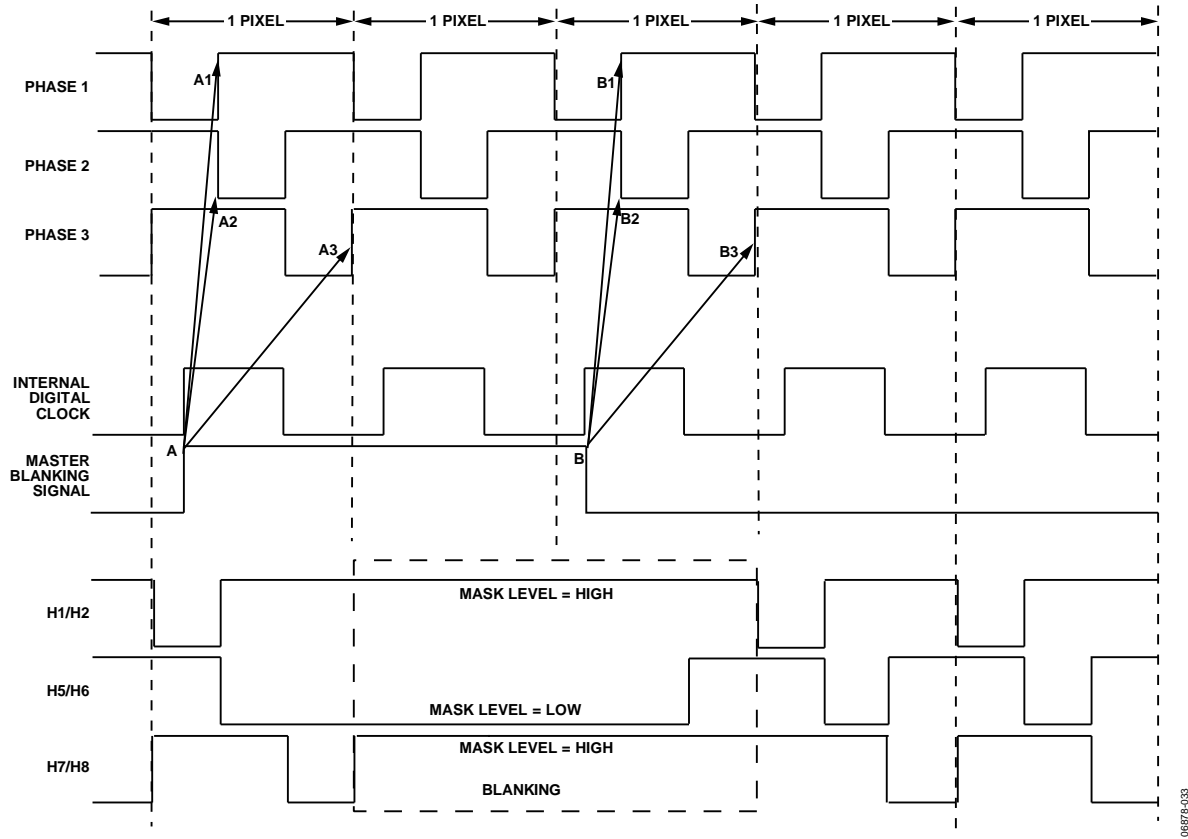 1 PIXEL 1 PIXEL 1 PIXEL 1 PIXEL 1 PIXEL
PHASE 1
A1
B1
PHASE 2
A2
B2
PHASE 3
A3
B3
INTERNAL
DIGITAL
CLOCK
A
B
MASTER
BLANKING
SIGNAL
H1/H2
MASK LEVEL = HIGH
H5/H6
MASK LEVEL = LOW
H7/H8
MASK LEVEL = HIGH
BLANKING
06878-033